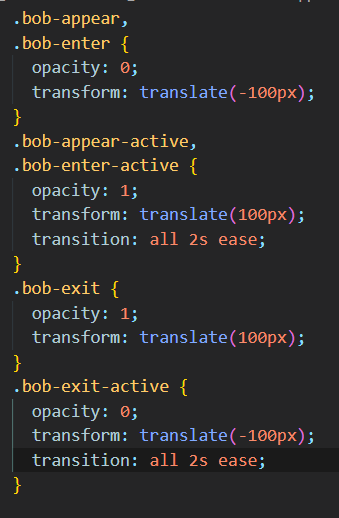 .bob-appear,
.bob-enter {
  opacity: 0;
  transform: translate(-100px);
}
.bob-appear-active,
.bob-enter-active {
  opacity: 1;
  transform: translate(100px);
  transition: all 2s ease;
}
.bob-exit {
  opacity: 1;
  transform: translate(100px);
}
.bob-exit-active {
  opacity: 0;
  transform: translate(-100px);
  transition: all 2s ease;
}